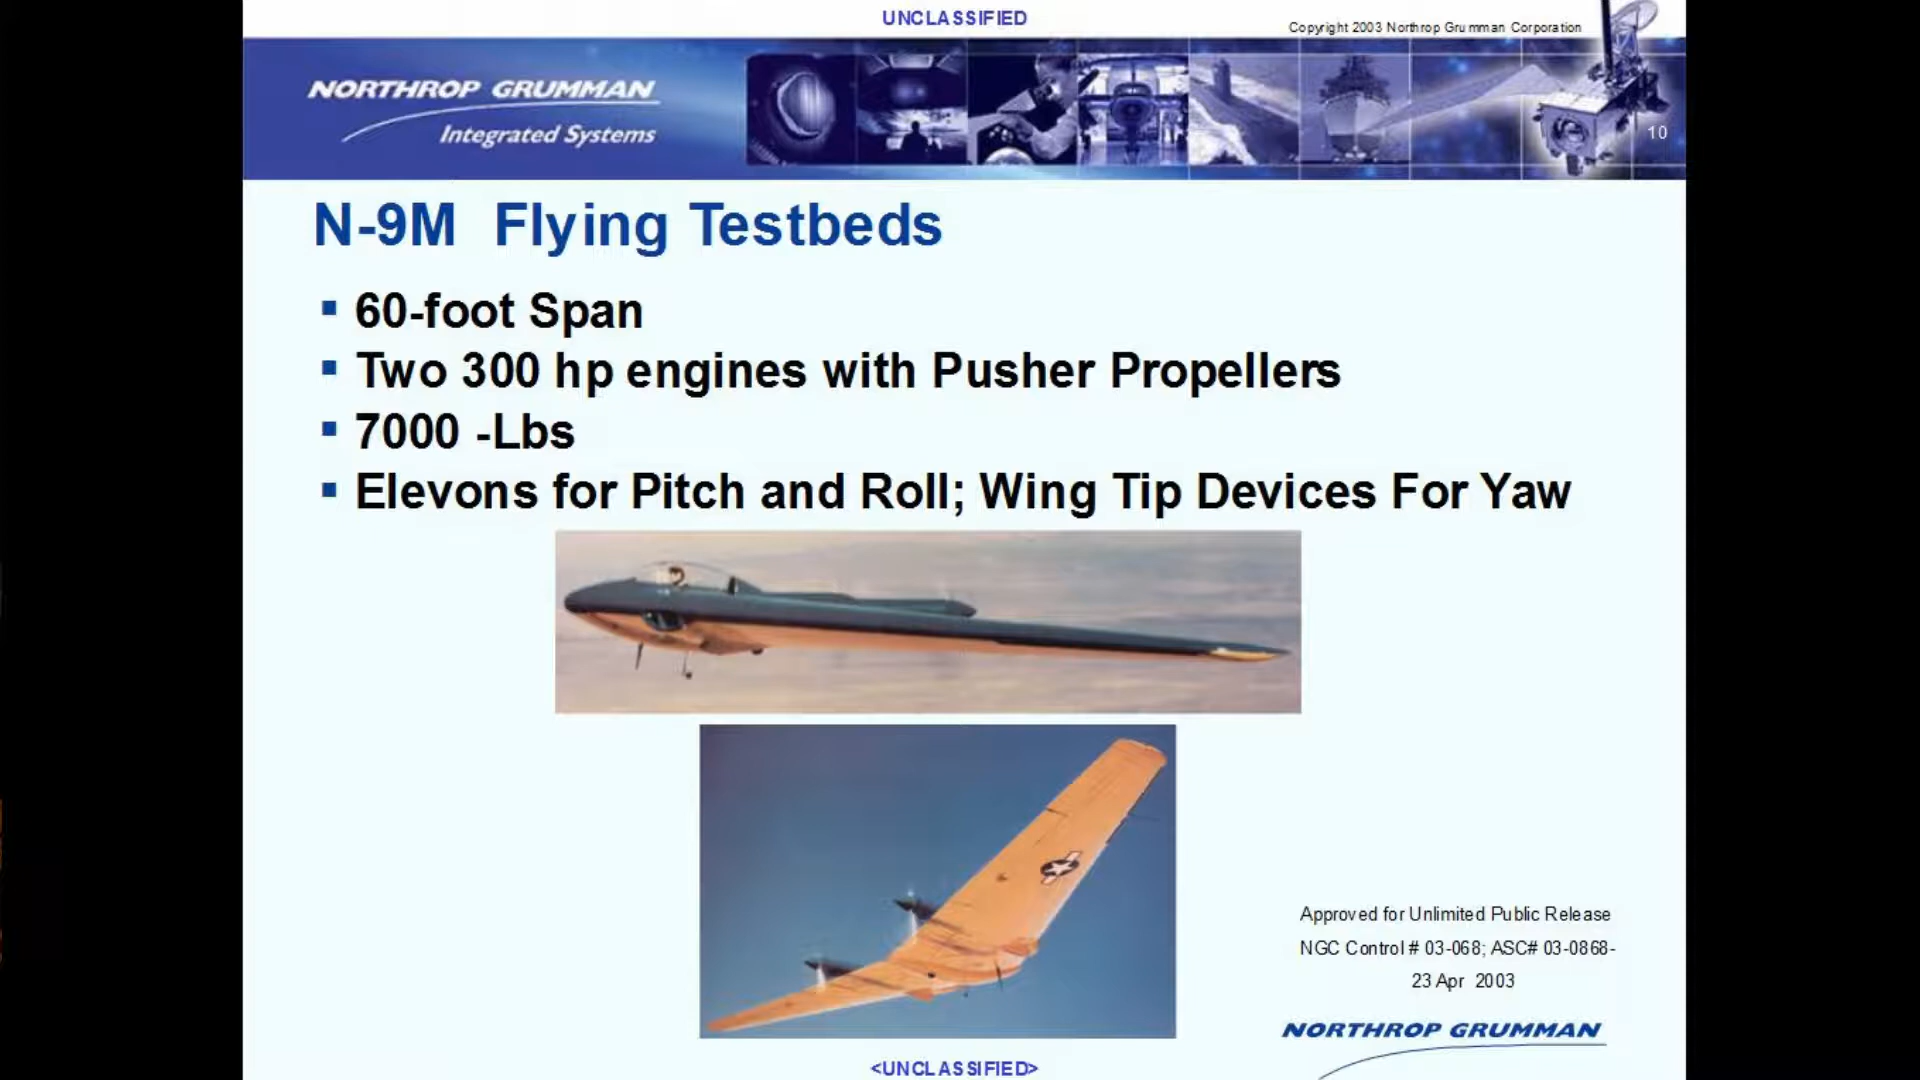 UNCLASSIFIED
Copyright 2003 Northrop Grumman Corporation
NORTHROP GRUMMAN
Integrated Systems
10
N-9M Flying Testbeds
▪ 60-foot Span
▪ Two 300 hp engines with Pusher Propellers
▪ 7000 -Lbs
▪ Elevons for Pitch and Roll; Wing Tip Devices For Yaw
Approved for Unlimited Public Release
NGC Control # 03-068; ASC# 03-0868-
23 Apr 2003
NORTHROP GRUMMAN
<UNCLASSIFIED>